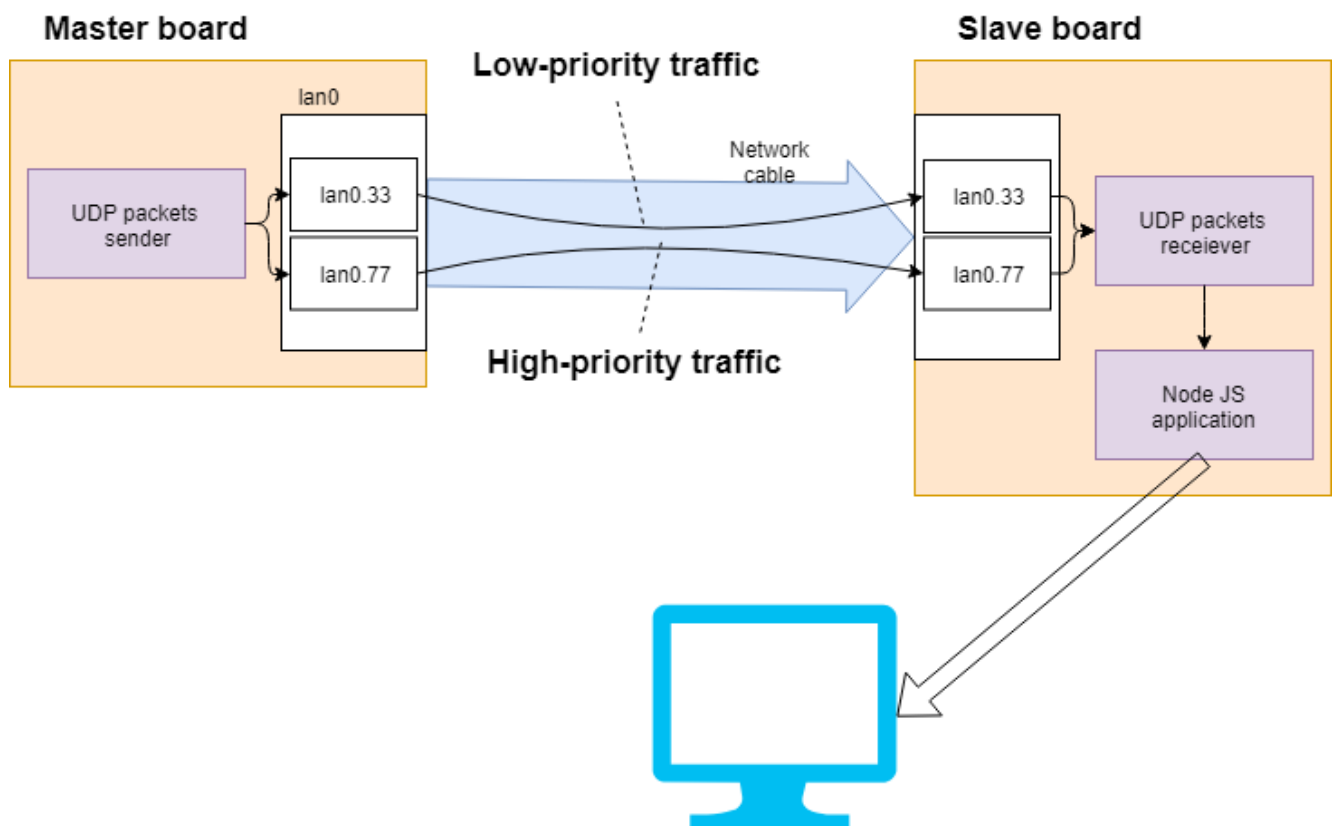 Master board
Slave board
Low-priority traffic
lan0
Network
cable
UDP packets
sender
lan0.33
lan0.77
lan0.33
lan0.77
UDP packets
receiever
High-priority traffic
Node JS
application